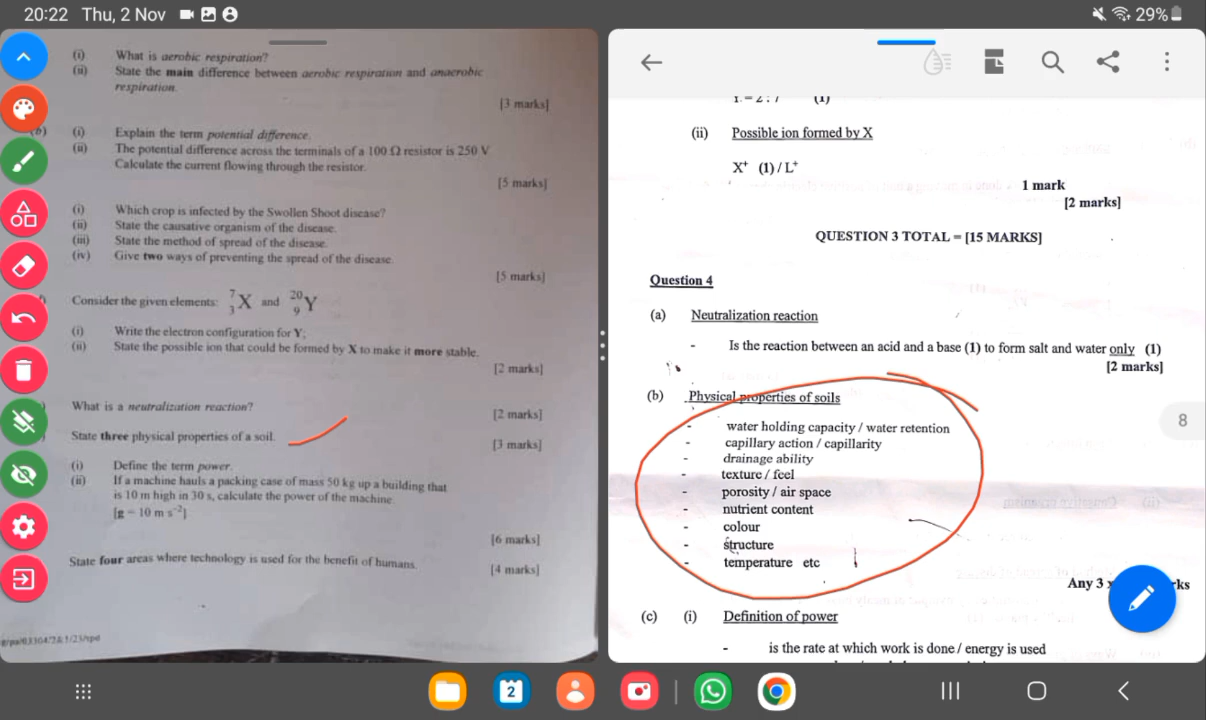 20:22 Thu, 2 Nov
29%
(i) What is aerobic respiration?
(ii) State the main difference between aerobic respiration and anaerobic
respiration.
[3 marks]
(b) (i) Explain the term potential difference.
(ii) The potential difference across the terminals of a 100 Ω resistor is 250 V
Calculate the current flowing through the resistor.
[5 marks]
(i) Which crop is infected by the Swollen Shoot disease?
(ii) State the causative organism of the disease.
(iii) State the method of spread of the disease.
(iv) Give two ways of preventing the spread of the disease.
[5 marks]
Consider the given elements: ⁷₃X and ²⁰₉Y
(i) Write the electron configuration for Y;
(ii) State the possible ion that could be formed by X to make it more stable.
[2 marks]
What is a neutralization reaction?
[2 marks]
State three physical properties of a soil.
[3 marks]
(i) Define the term power.
(ii) If a machine hauls a packing case of mass 50 kg up a building that
is 10 m high in 30 s, calculate the power of the machine.
[g = 10 m s⁻²]
[6 marks]
State four areas where technology is used for the benefit of humans.
[4 marks]
Y = 2 : 7 (1)
(ii) Possible ion formed by X
X⁺ (1) / L⁺
1 mark
[2 marks]
QUESTION 3 TOTAL = [15 MARKS]
Question 4
(a) Neutralization reaction
- Is the reaction between an acid and a base (1) to form salt and water only (1)
[2 marks]
(b) Physical properties of soils
- water holding capacity / water retention
- capillary action / capillarity
- drainage ability
- texture / feel
- porosity / air space
- nutrient content
- colour
- structure
- temperature etc
Any 3
8
(c) (i) Definition of power
- is the rate at which work is done / energy is used
2